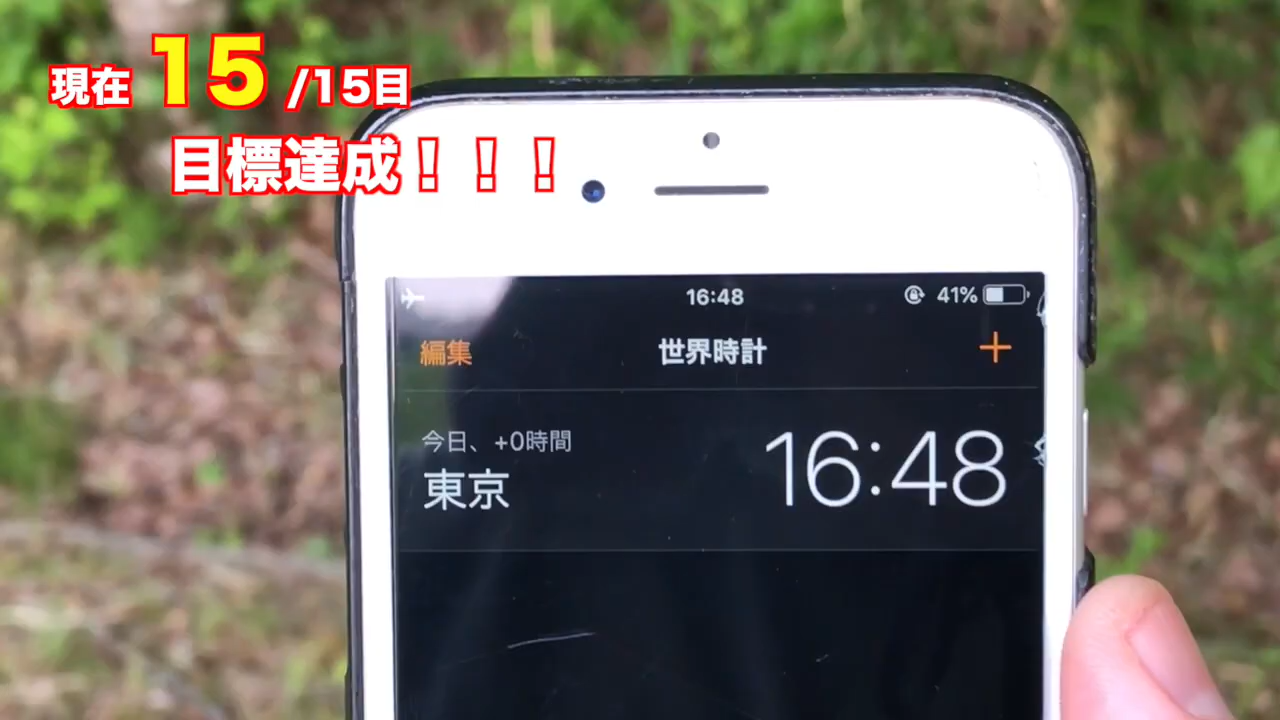 現在 15 /15目
目標達成！！！
16:48
41%
編集
世界時計
+
今日、+0時間
東京
16:48